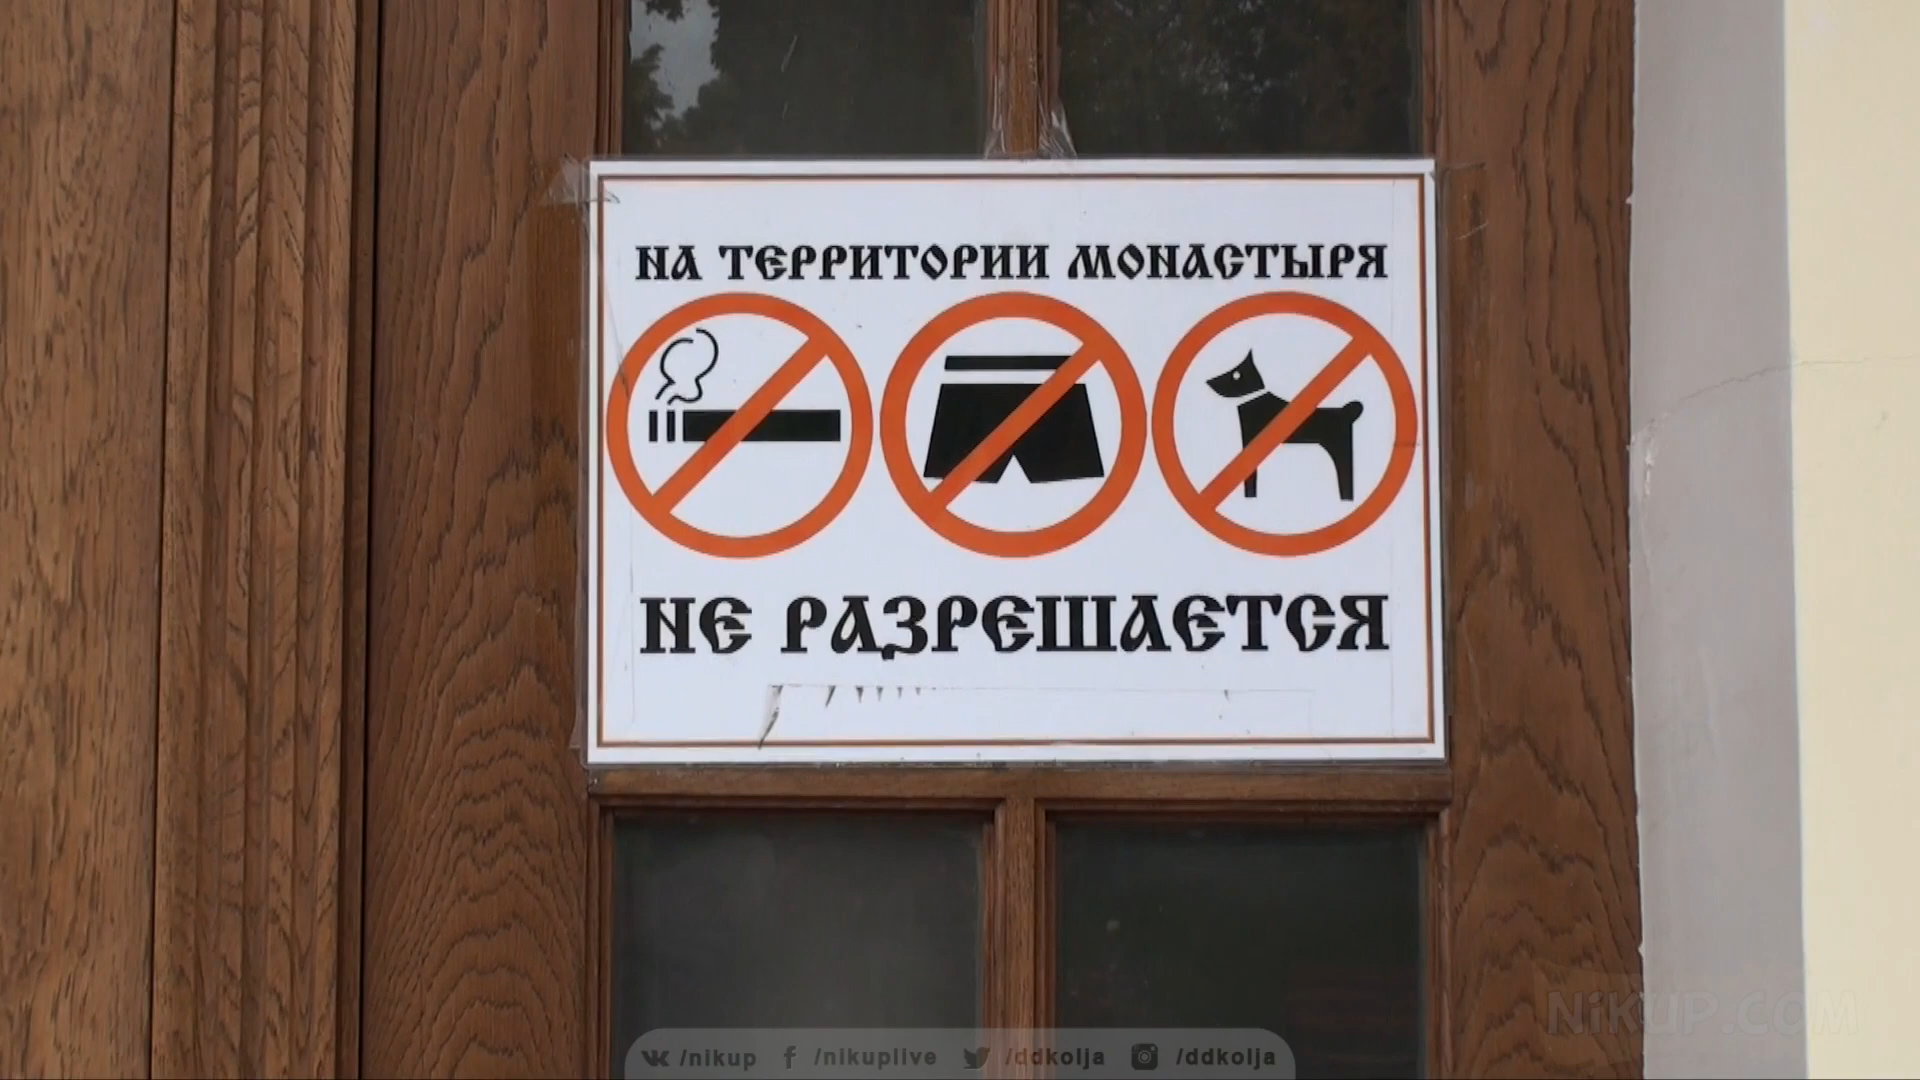 НА ТЕРРИТОРИИ МОНАСТЫРЯ
НЕ РАЗРЕШАЕТСЯ
NiKUP.COM
/nikup /nikuplive /ddkolja /ddkolja